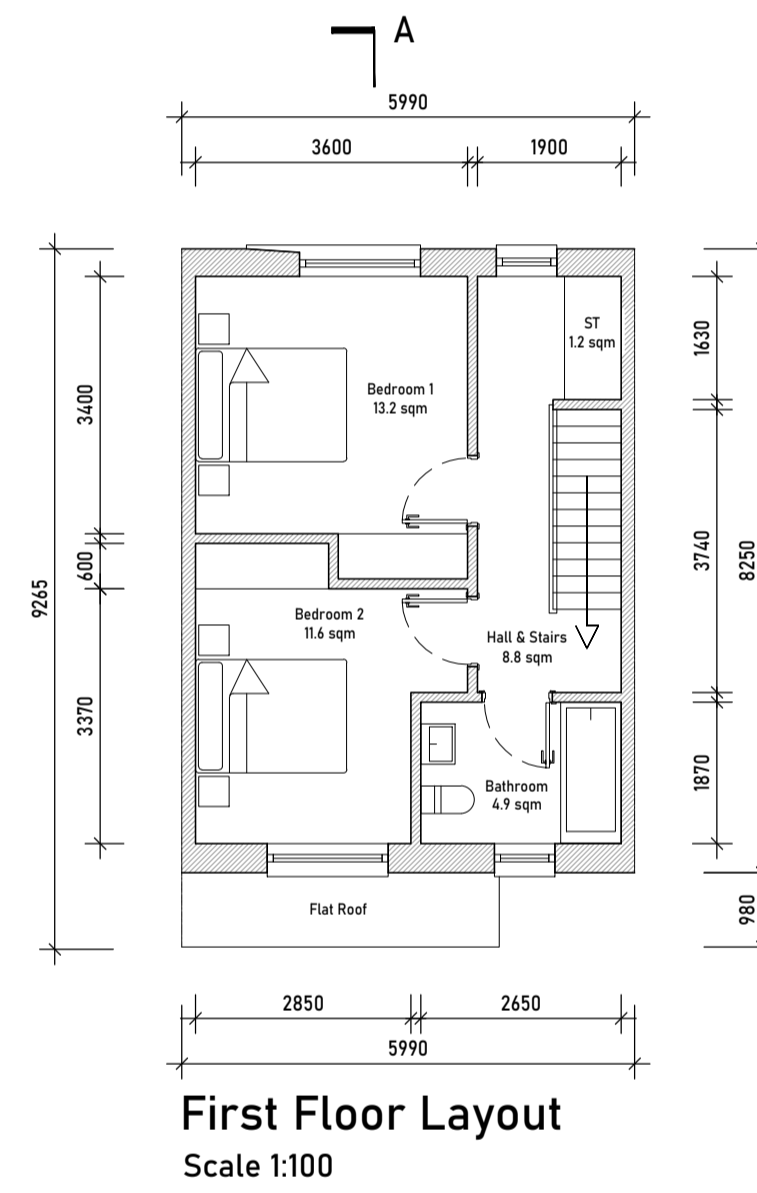 A
5990
3600
1900
ST
1.2 sqm
1630
Bedroom 1
13.2 sqm
3400
600
3740
8250
9265
Bedroom 2
11.6 sqm
Hall & Stairs
8.8 sqm
3370
1870
Bathroom
4.9 sqm
Flat Roof
980
2850
2650
5990
First Floor Layout
Scale 1:100